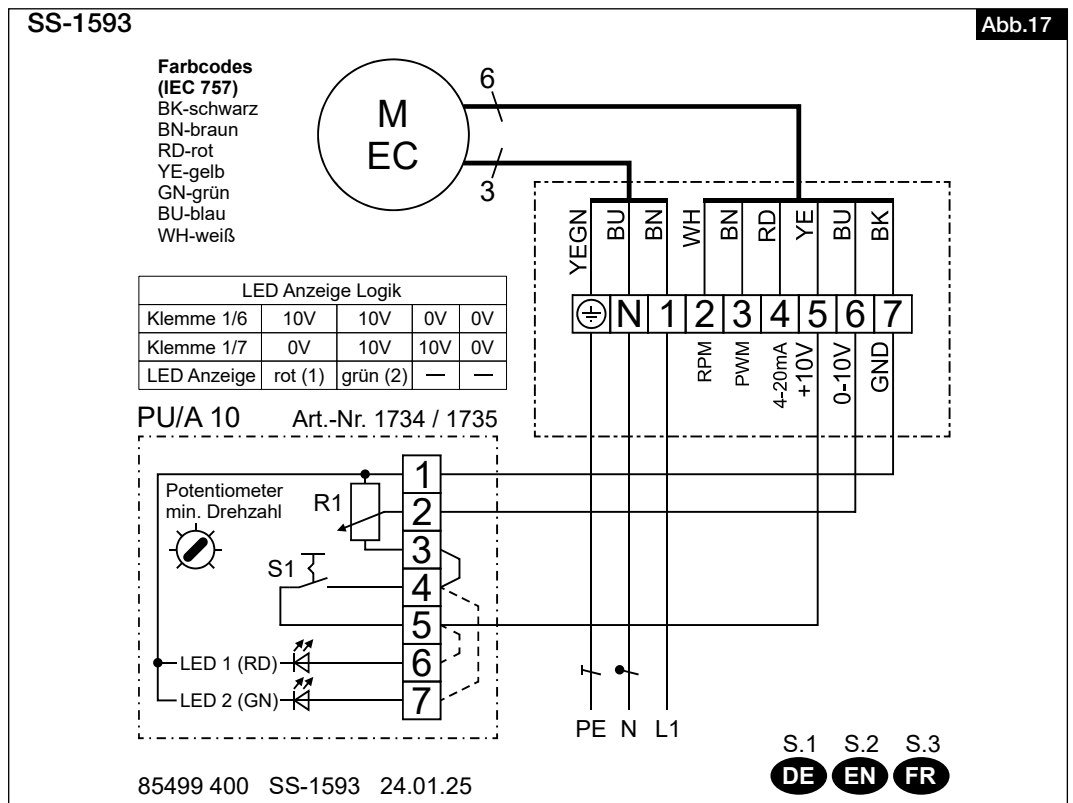 SS-1593
Abb.17
Farbcodes
(IEC 757)
BK-schwarz
BN-braun
RD-rot
YE-gelb
GN-grün
BU-blau
WH-weiß
M
EC
6
3
YEGN
BU
BN
WH
BN
RD
YE
BU
BK
N 1 2 3 4 5 6 7
RPM
PWM
4-20mA
+10V
0-10V
GND
LED Anzeige Logik
Klemme 1/6 10V 10V 0V 0V
Klemme 1/7 0V 10V 10V 0V
LED Anzeige rot (1) grün (2) — —
PU/A 10 Art.-Nr. 1734 / 1735
Potentiometer
min. Drehzahl
R1
S1
1
2
3
4
5
6
7
LED 1 (RD)
LED 2 (GN)
PE N L1
S.1 S.2 S.3
DE EN FR
85499 400 SS-1593 24.01.25